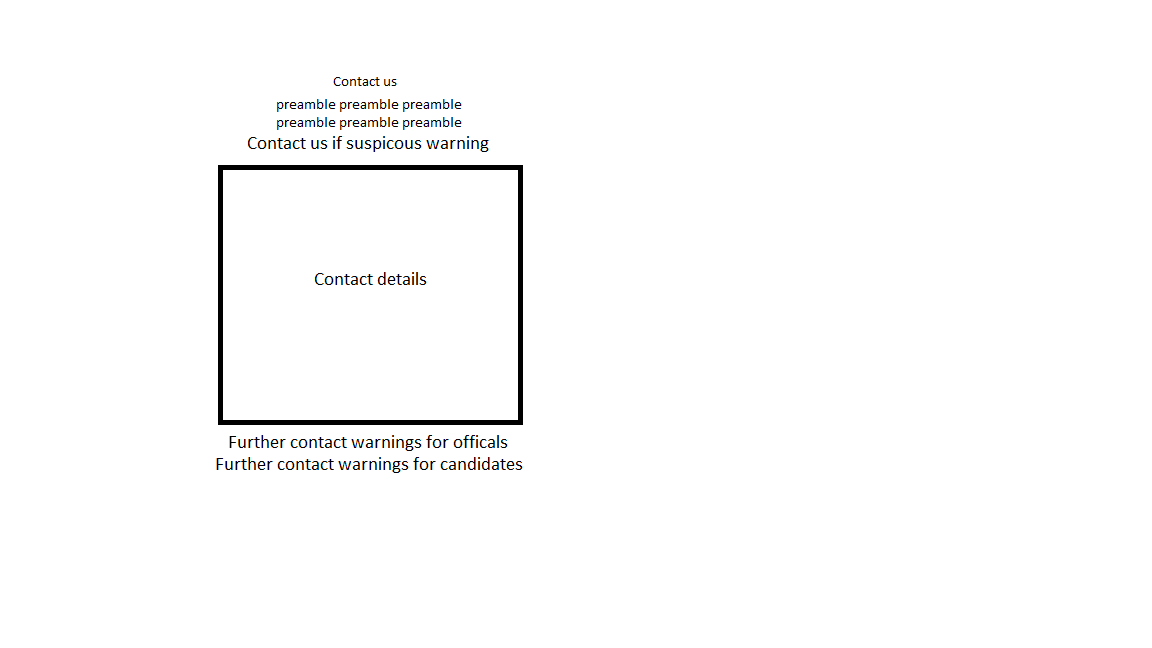 Contact us
preamble preamble preamble
preamble preamble preamble
Contact us if suspicous warning
Contact details
Further contact warnings for officals
Further contact warnings for candidates